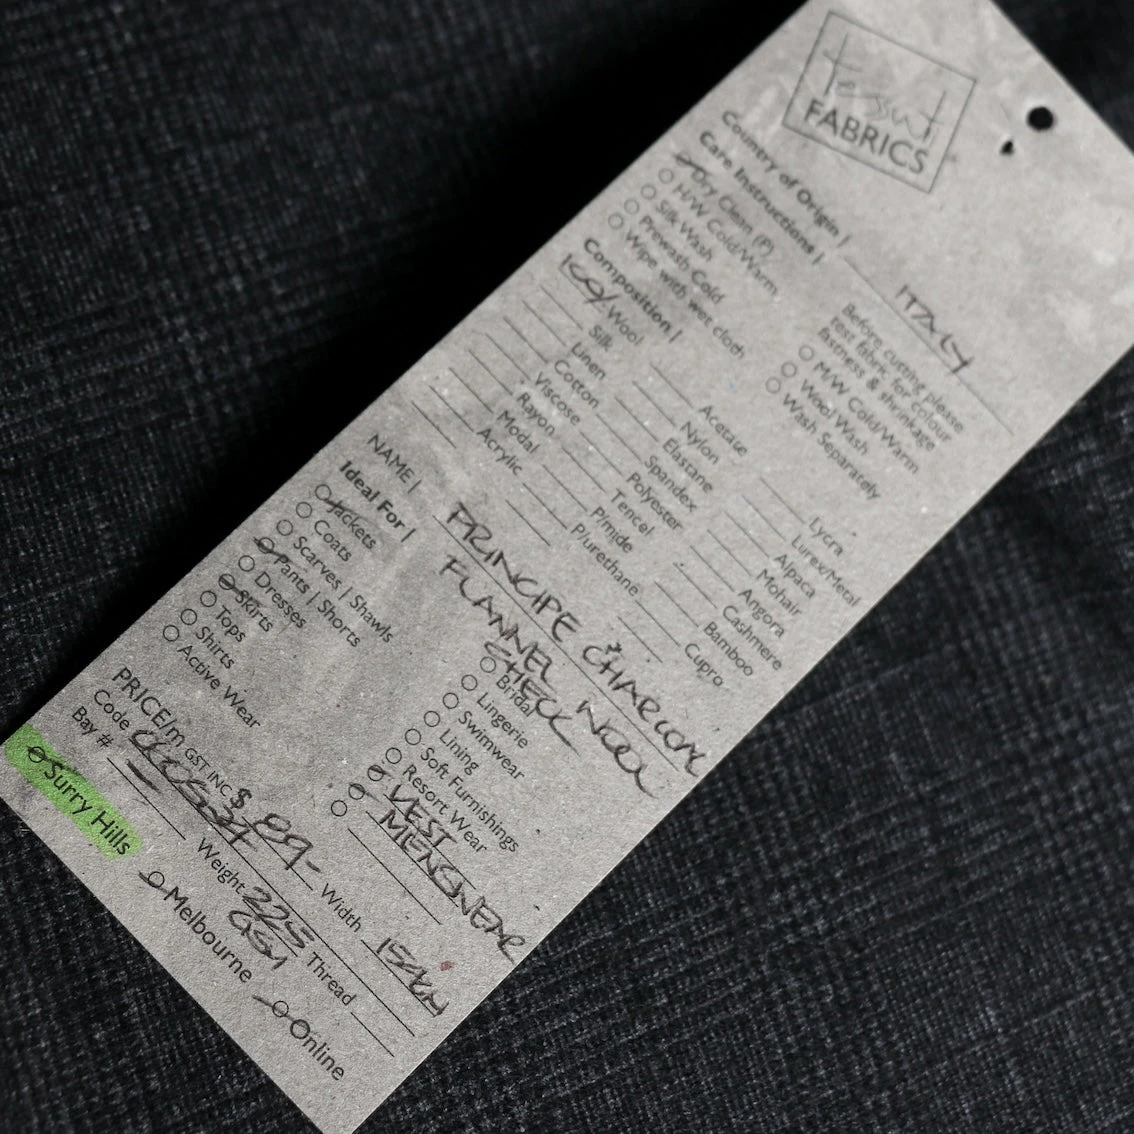 Tessuti
FABRICS
Country of Origin | ITALY
Care Instructions |
Dry Clean (P)
H/W Cold/Warm
Silk Wash
Prewash Cold
Wipe with wet cloth
Before cutting please
test fabric for colour
fastness & shrinkage
M/W Cold/Warm
Wool Wash
Wash Separately
Composition |
100% Wool
Silk
Linen
Cotton
Viscose
Rayon
Modal
Acrylic
Acetate
Nylon
Elastane
Spandex
Polyester
Tencel
P/mide
P/urethane
Lycra
Lurex/Metal
Alpaca
Mohair
Angora
Cashmere
Bamboo
Cupro
NAME | PRINCIPE CHARCOAL
FLANNEL WOOL
CHECK
Ideal For |
Jackets
Coats
Scarves | Shawls
Pants | Shorts
Dresses
Skirts
Tops
Shirts
Active Wear
Bridal
Lingerie
Swimwear
Lining
Soft Furnishings
Resort Wear
VEST
MENSWEAR
PRICE/m GST INC $ 89-
Width
Code
Weight 225
GSM
Thread
Bay #
Surry Hills
Melbourne
Online